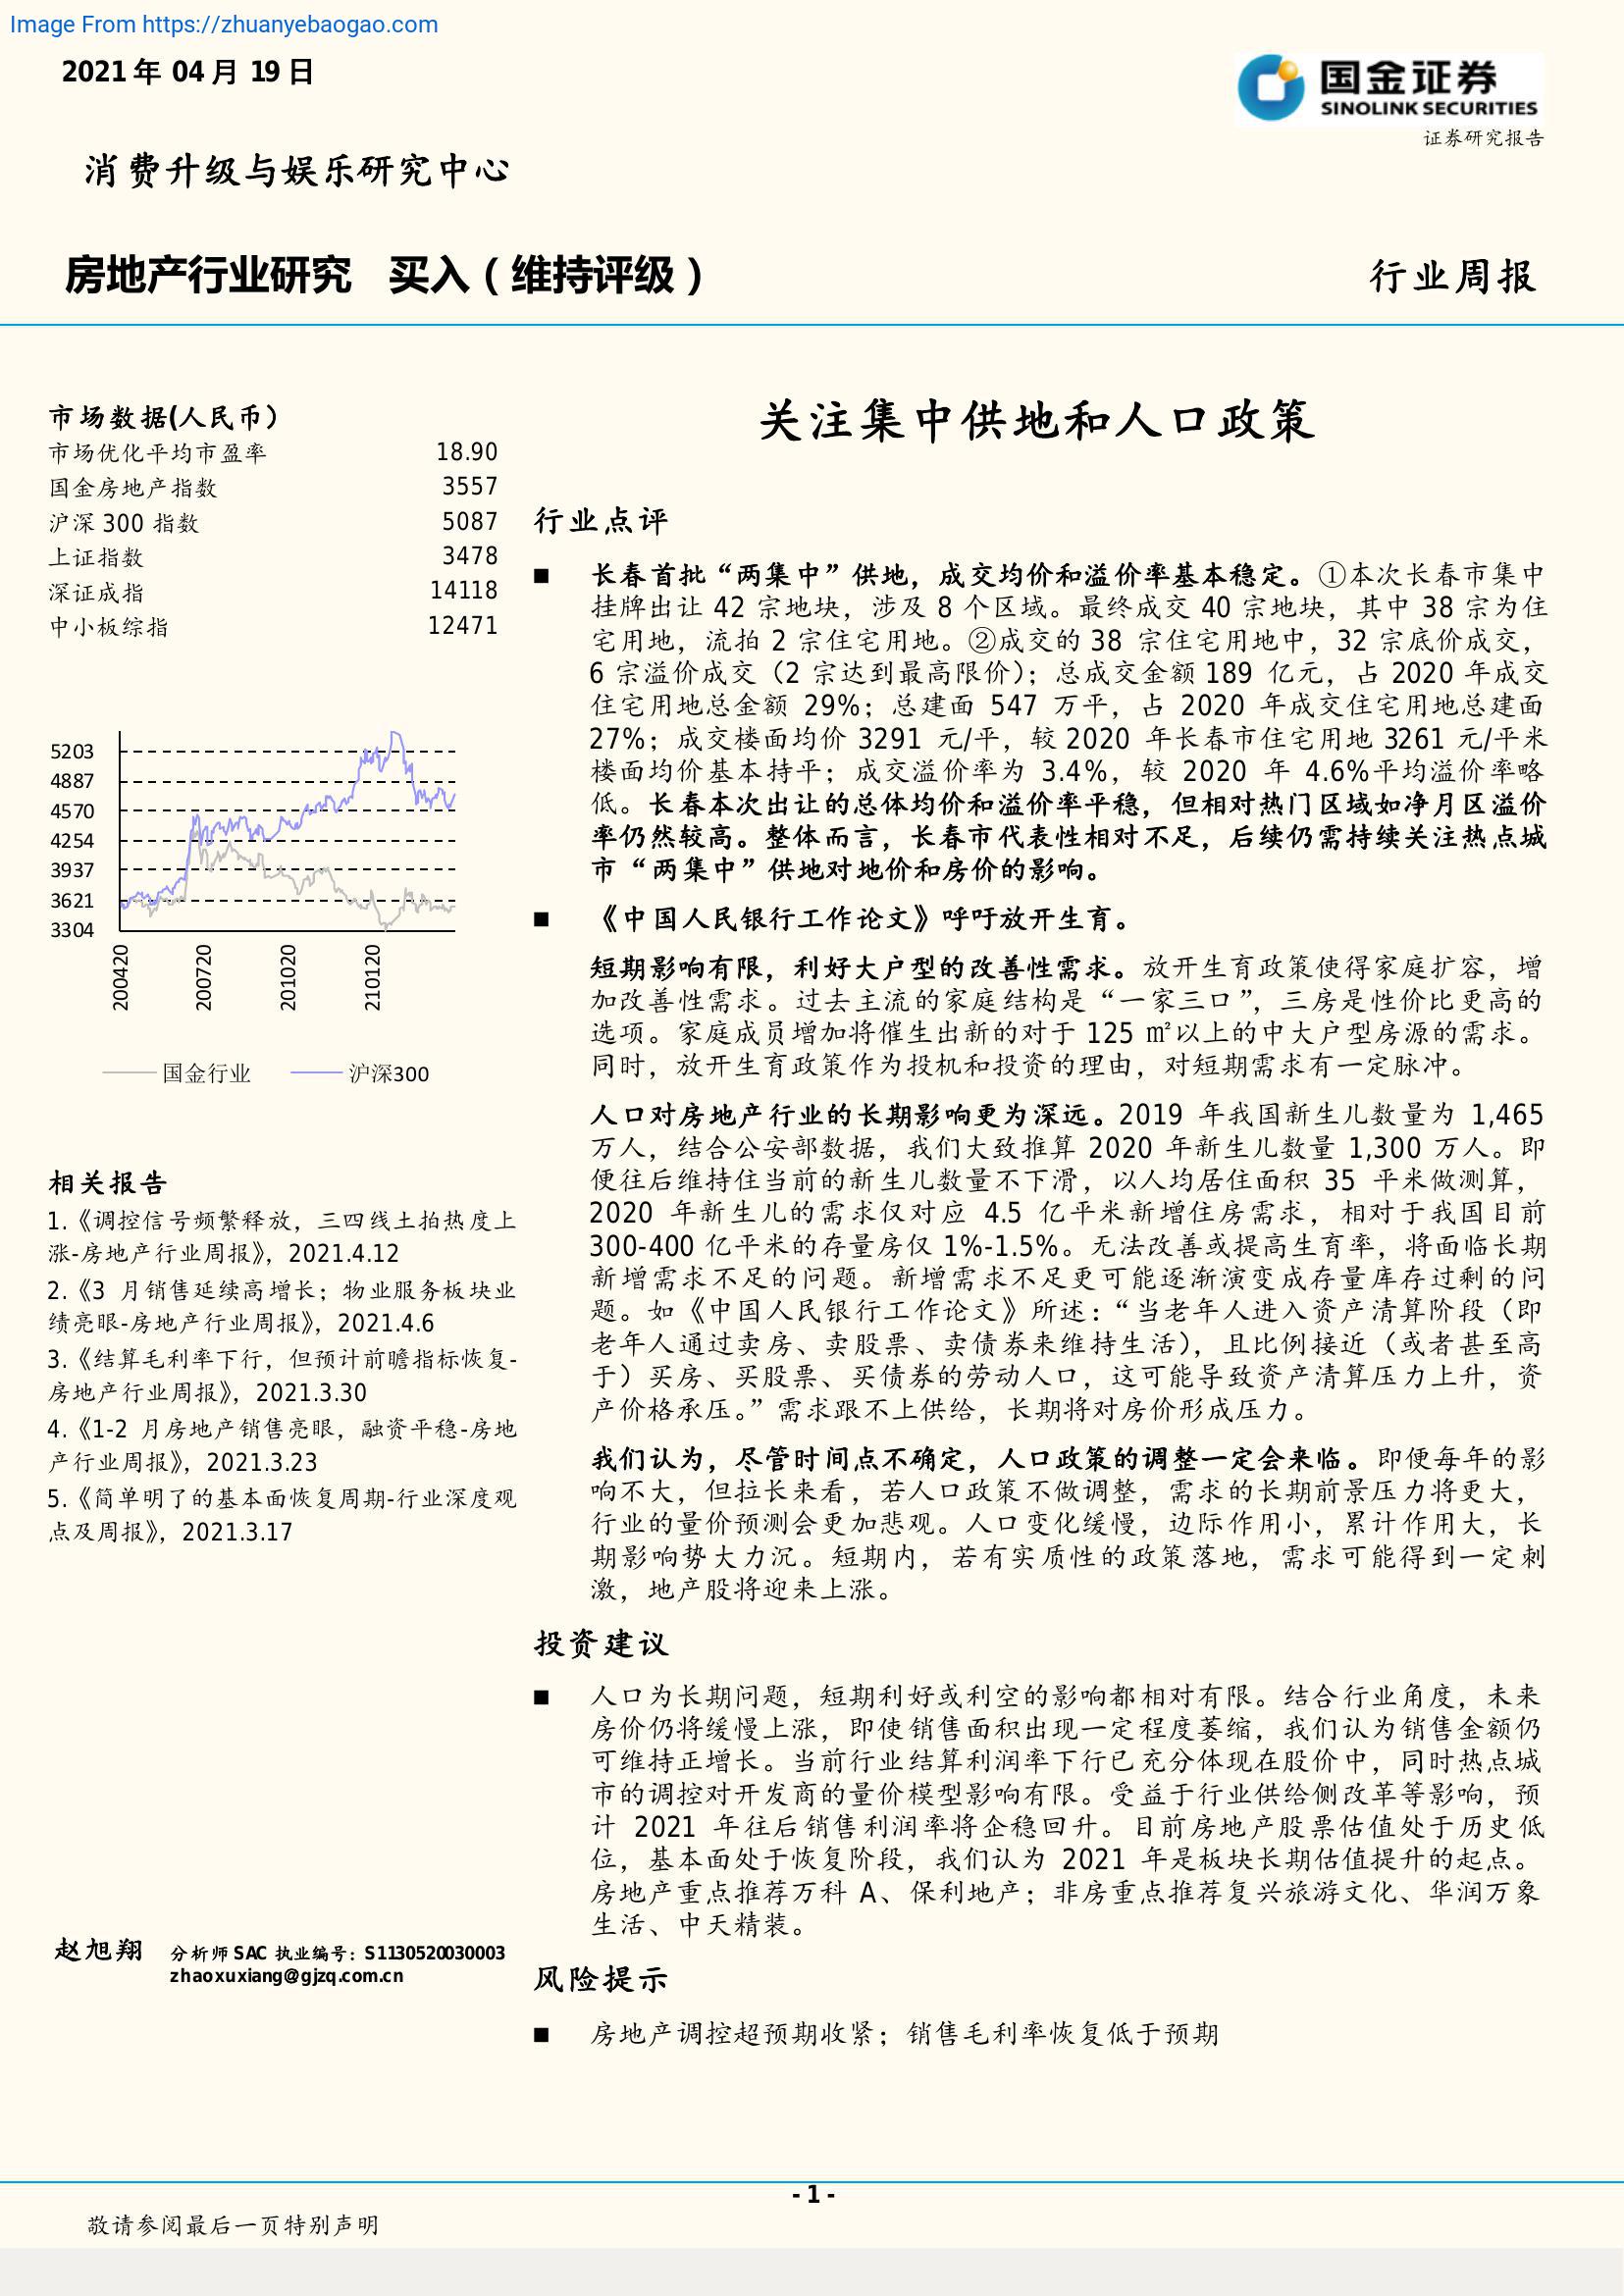 Image From https://zhuanyebaogao.com
2021 年 04 月 19 日
国金证券
SINOLINK SECURITIES
证券研究报告
消费升级与娱乐研究中心
房地产行业研究 买入（维持评级）
行业周报
市场数据(人民币）
市场优化平均市盈率 18.90
国金房地产指数 3557
沪深 300 指数 5087
上证指数 3478
深证成指 14118
中小板综指 12471
5203
4887
4570
4254
3937
3621
3304
200420
200720
201020
210120
国金行业 沪深300
相关报告
1.《调控信号频繁释放，三四线土拍热度上
涨-房地产行业周报》，2021.4.12
2.《3 月销售延续高增长；物业服务板块业
绩亮眼-房地产行业周报》，2021.4.6
3.《结算毛利率下行，但预计前瞻指标恢复-
房地产行业周报》，2021.3.30
4.《1-2 月房地产销售亮眼，融资平稳-房地
产行业周报》，2021.3.23
5.《简单明了的基本面恢复周期-行业深度观
点及周报》，2021.3.17
赵旭翔 分析师 SAC 执业编号：S1130520030003
zhaoxuxiang@gjzq.com.cn
关注集中供地和人口政策
行业点评
■ 长春首批“两集中”供地，成交均价和溢价率基本稳定。①本次长春市集中
挂牌出让 42 宗地块，涉及 8 个区域。最终成交 40 宗地块，其中 38 宗为住
宅用地，流拍 2 宗住宅用地。②成交的 38 宗住宅用地中，32 宗底价成交，
6 宗溢价成交（2 宗达到最高限价）；总成交金额 189 亿元，占 2020 年成交
住宅用地总金额 29%；总建面 547 万平，占 2020 年成交住宅用地总建面
27%；成交楼面均价 3291 元/平，较 2020 年长春市住宅用地 3261 元/平米
楼面均价基本持平；成交溢价率为 3.4%，较 2020 年 4.6%平均溢价率略
低。长春本次出让的总体均价和溢价率平稳，但相对热门区域如净月区溢价
率仍然较高。整体而言，长春市代表性相对不足，后续仍需持续关注热点城
市“两集中”供地对地价和房价的影响。
■ 《中国人民银行工作论文》呼吁放开生育。
短期影响有限，利好大户型的改善性需求。放开生育政策使得家庭扩容，增
加改善性需求。过去主流的家庭结构是“一家三口”，三房是性价比更高的
选项。家庭成员增加将催生出新的对于 125 ㎡以上的中大户型房源的需求。
同时，放开生育政策作为投机和投资的理由，对短期需求有一定脉冲。
人口对房地产行业的长期影响更为深远。2019 年我国新生儿数量为 1,465
万人，结合公安部数据，我们大致推算 2020 年新生儿数量 1,300 万人。即
便往后维持住当前的新生儿数量不下滑，以人均居住面积 35 平米做测算，
2020 年新生儿的需求仅对应 4.5 亿平米新增住房需求，相对于我国目前
300-400 亿平米的存量房仅 1%-1.5%。无法改善或提高生育率，将面临长期
新增需求不足的问题。新增需求不足更可能逐渐演变成存量库存过剩的问
题。如《中国人民银行工作论文》所述：“当老年人进入资产清算阶段（即
老年人通过卖房、卖股票、卖债券来维持生活），且比例接近（或者甚至高
于）买房、买股票、买债券的劳动人口，这可能导致资产清算压力上升，资
产价格承压。”需求跟不上供给，长期将对房价形成压力。
我们认为，尽管时间点不确定，人口政策的调整一定会来临。即便每年的影
响不大，但拉长来看，若人口政策不做调整，需求的长期前景压力将更大，
行业的量价预测会更加悲观。人口变化缓慢，边际作用小，累计作用大，长
期影响势大力沉。短期内，若有实质性的政策落地，需求可能得到一定刺
激，地产股将迎来上涨。
投资建议
■ 人口为长期问题，短期利好或利空的影响都相对有限。结合行业角度，未来
房价仍将缓慢上涨，即使销售面积出现一定程度萎缩，我们认为销售金额仍
可维持正增长。当前行业结算利润率下行已充分体现在股价中，同时热点城
市的调控对开发商的量价模型影响有限。受益于行业供给侧改革等影响，预
计 2021 年往后销售利润率将企稳回升。目前房地产股票估值处于历史低
位，基本面处于恢复阶段，我们认为 2021 年是板块长期估值提升的起点。
房地产重点推荐万科 A、保利地产；非房重点推荐复兴旅游文化、华润万象
生活、中天精装。
风险提示
■ 房地产调控超预期收紧；销售毛利率恢复低于预期
- 1 -
敬请参阅最后一页特别声明